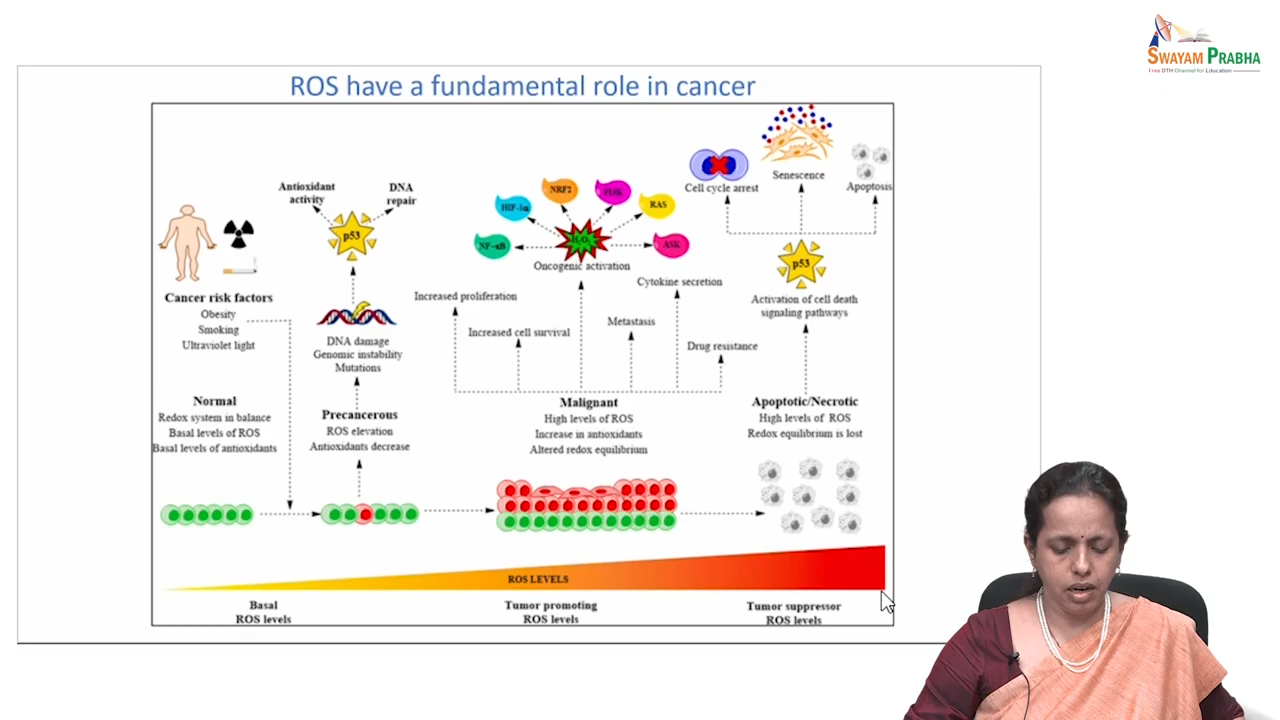 SWAYAM PRABHA
Free DTH Channel for Education
ROS have a fundamental role in cancer
Cancer risk factors
Obesity
Smoking
Ultraviolet light
Normal
Redox system in balance
Basal levels of ROS
Basal levels of antioxidants
Antioxidant
activity
DNA
repair
p53
DNA damage
Genomic instability
Mutations
Precancerous
ROS elevation
Antioxidants decrease
NF-κB
HIF-1α
NRF2
RAS
ASK
H₂O₂
Oncogenic activation
Increased proliferation
Increased cell survival
Metastasis
Cytokine secretion
Drug resistance
Malignant
High levels of ROS
Increase in antioxidants
Altered redox equilibrium
Cell cycle arrest
Senescence
Apoptosis
p53
Activation of cell death
signaling pathways
Apoptotic/Necrotic
High levels of ROS
Redox equilibrium is lost
ROS LEVELS
Basal
ROS levels
Tumor promoting
ROS levels
Tumor suppressor
ROS levels